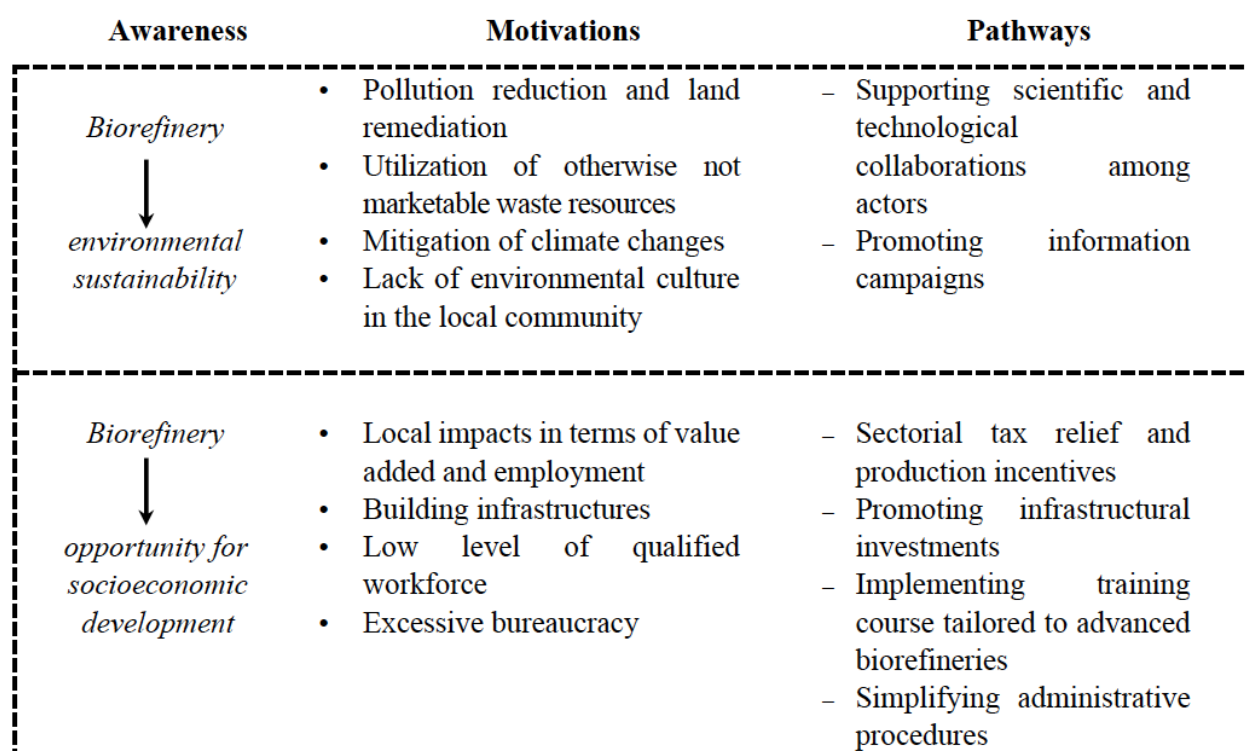 Awareness Motivations Pathways
Biorefinery
environmental
sustainability
• Pollution reduction and land
remediation
• Utilization of otherwise not
marketable waste resources
• Mitigation of climate changes
• Lack of environmental culture
in the local community
– Supporting scientific and
technological
collaborations among
actors
– Promoting information
campaigns
Biorefinery
opportunity for
socioeconomic
development
• Local impacts in terms of value
added and employment
• Building infrastructures
• Low level of qualified
workforce
• Excessive bureaucracy
– Sectorial tax relief and
production incentives
– Promoting infrastructural
investments
– Implementing training
course tailored to advanced
biorefineries
– Simplifying administrative
procedures